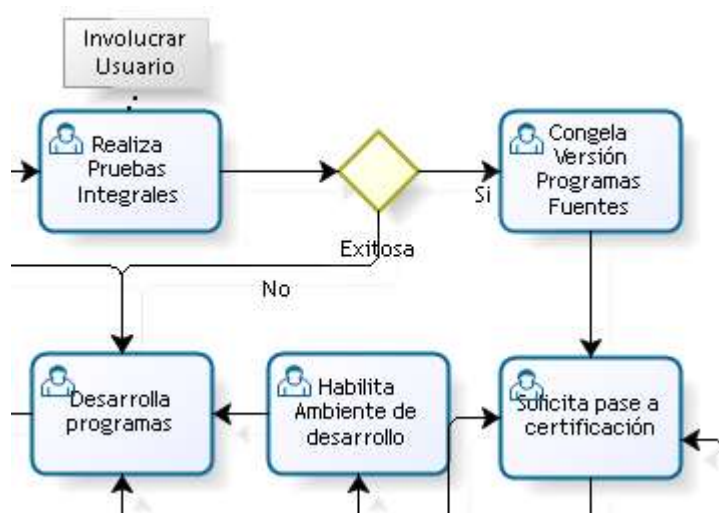 Involucrar
Usuario
Realiza
Pruebas
Integrales
Congela
Versión
Programas
Fuentes
Si
Exitosa
No
Desarrolla
programas
Habilita
Ambiente de
desarrollo
Solicita pase a
certificación